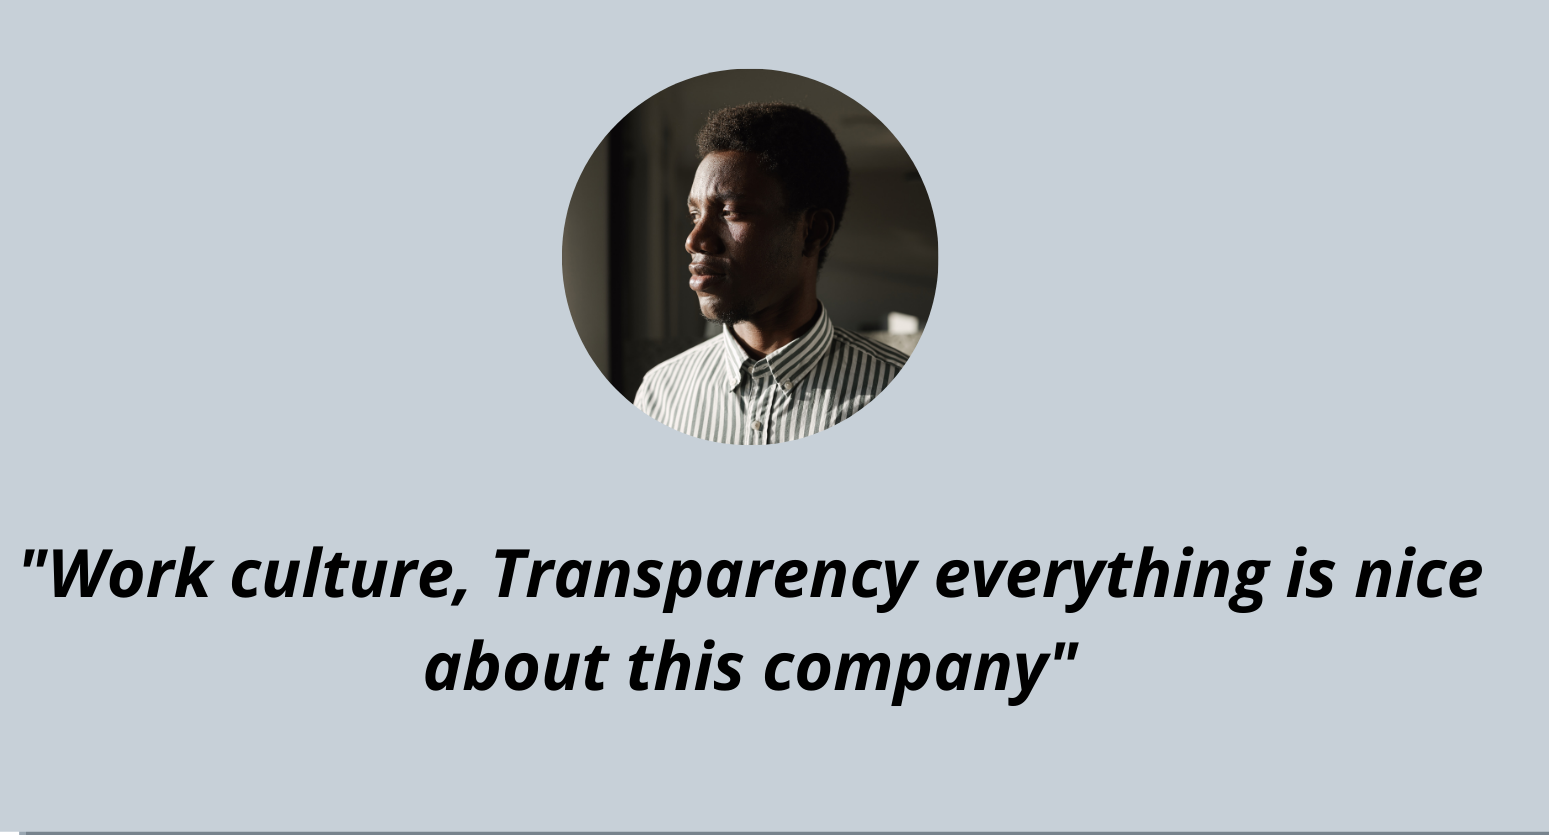 "Work culture, Transparency everything is nice
about this company"